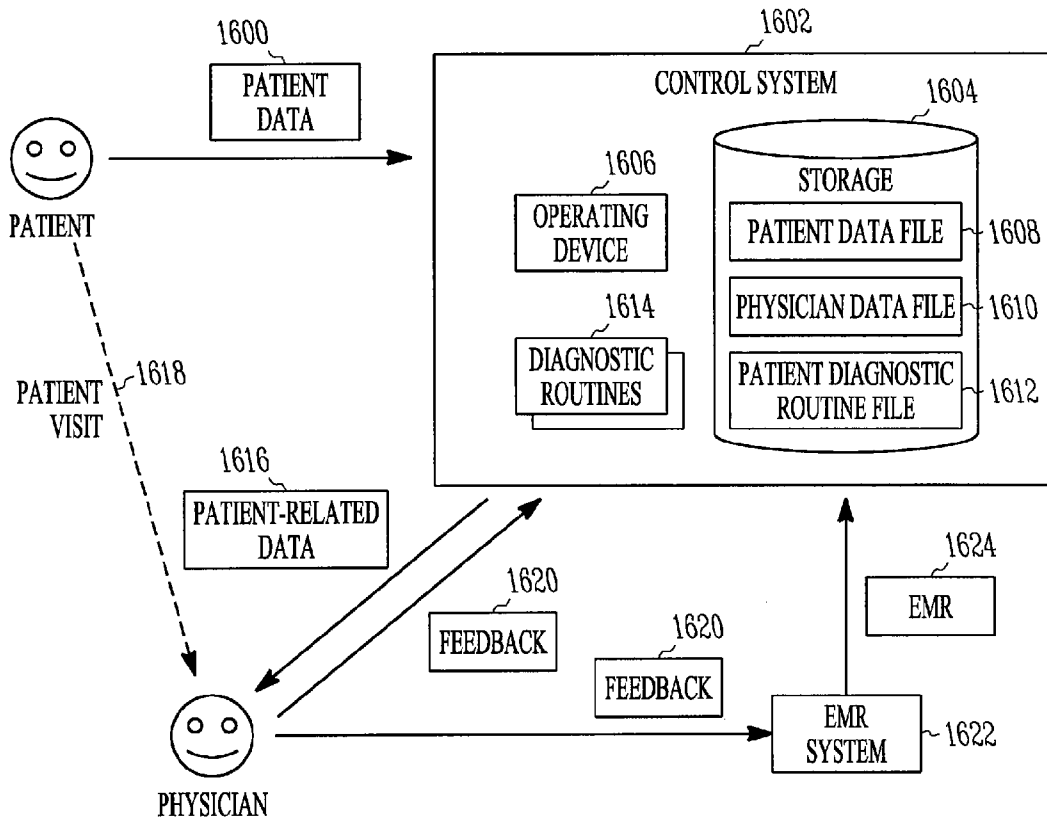 1600
PATIENT
DATA
PATIENT
1602
CONTROL SYSTEM
1604
STORAGE
1606
OPERATING
DEVICE
PATIENT DATA FILE
1608
PHYSICIAN DATA FILE
1610
1614
DIAGNOSTIC
ROUTINES
PATIENT DIAGNOSTIC
ROUTINE FILE
1612
PATIENT
VISIT
1618
1616
PATIENT-RELATED
DATA
1620
FEEDBACK
1620
FEEDBACK
1624
EMR
EMR
SYSTEM
1622
PHYSICIAN